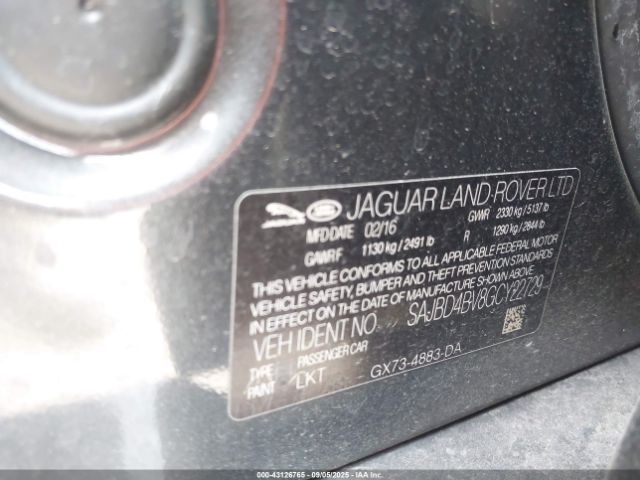 JAGUAR LAND-ROVER LTD
MFD DATE 02/16 GVWR 2330 kg / 5137 lb
GAWR F 1130 kg / 2491 lb R 1290 kg / 2844 lb
THIS VEHICLE CONFORMS TO ALL APPLICABLE FEDERAL MOTOR
VEHICLE SAFETY, BUMPER AND THEFT PREVENTION STANDARDS
IN EFFECT ON THE DATE OF MANUFACTURE SHOWN ABOVE
VEH IDENT NO. SAJBD4BV8GCY22729
TYPE PASSENGER CAR
PAINT LKT GX73-4883-DA
00-43126765 - 09/05/2025 - IAAI.COM